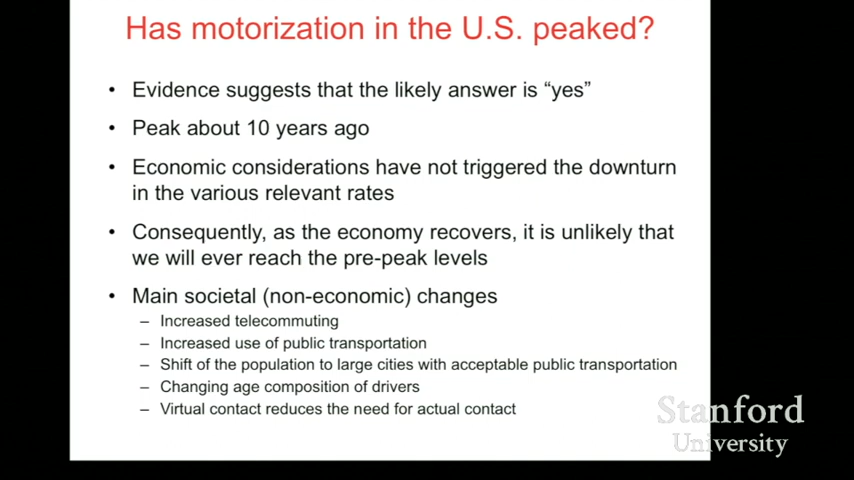 Has motorization in the U.S. peaked?
• Evidence suggests that the likely answer is “yes”
• Peak about 10 years ago
• Economic considerations have not triggered the downturn
in the various relevant rates
• Consequently, as the economy recovers, it is unlikely that
we will ever reach the pre-peak levels
• Main societal (non-economic) changes
– Increased telecommuting
– Increased use of public transportation
– Shift of the population to large cities with acceptable public transportation
– Changing age composition of drivers
– Virtual contact reduces the need for actual contact
Stanford
University